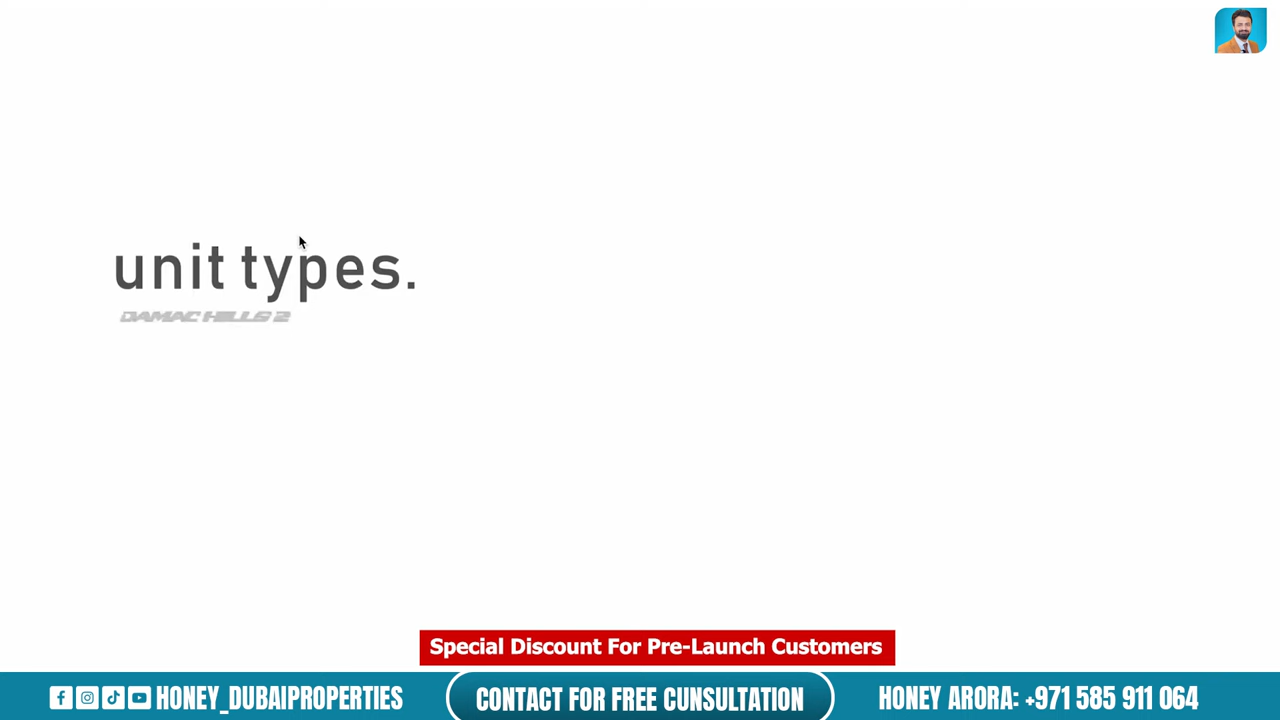 unit types.
DAMAC HILLS 2
Special Discount For Pre-Launch Customers
HONEY_DUBAIPROPERTIES
CONTACT FOR FREE CUNSULTATION
HONEY ARORA: +971 585 911 064